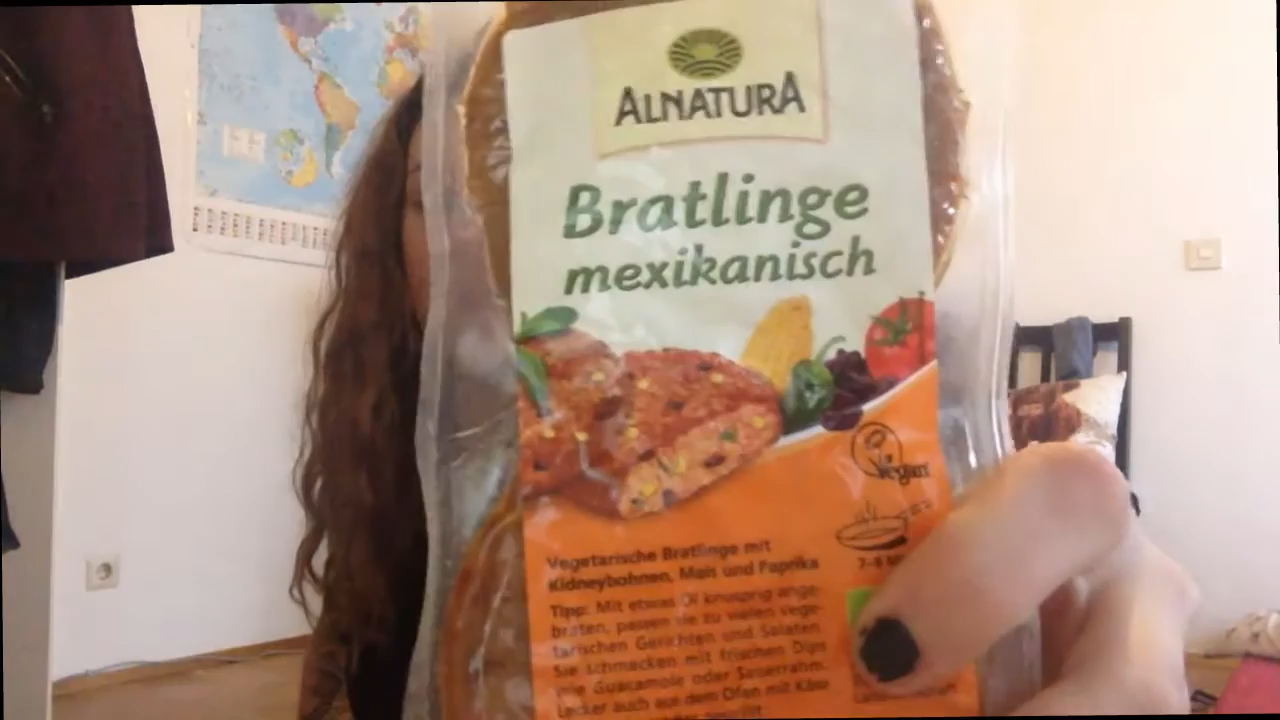 ALNATURA
Bratlinge
mexikanisch
vegan
7-8
Vegetarische Bratlinge mit
Kidneybohnen, Mais und Paprika
Tipp: Mit etwas Öl knusprig ange-
braten, passen sie zu vielen vege-
tarischen Gerichten und Salaten.
Sie schmecken mit frischen Dips
wie Guacamole oder Sauerrahm.
Lecker auch aus dem Ofen mit Käse